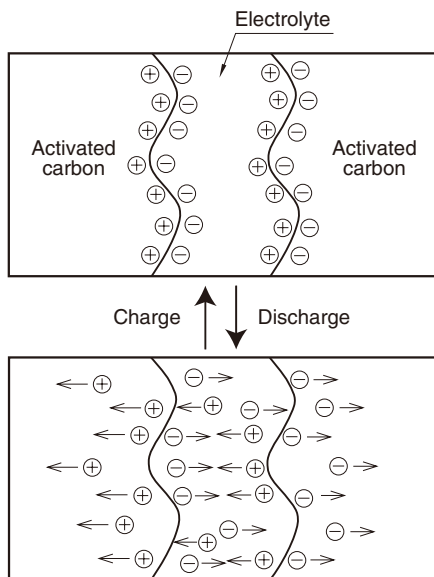 Electrolyte
Activated
carbon
Activated
carbon
Charge
Discharge